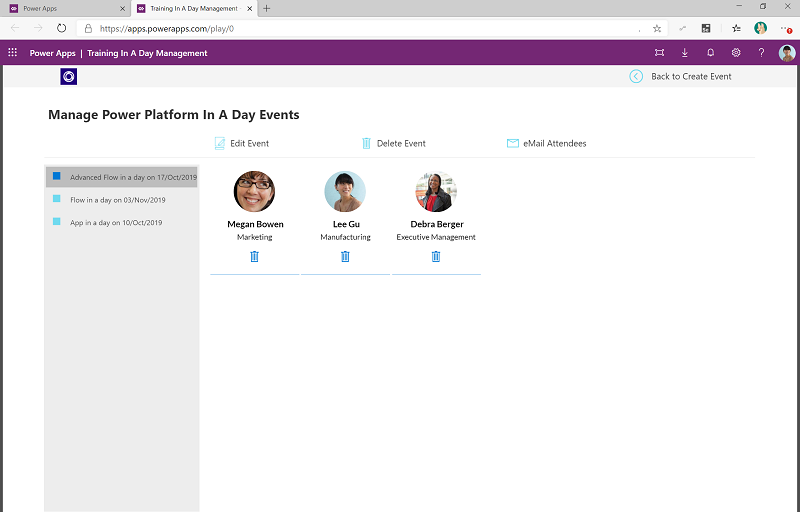 Power Apps
Training In A Day Management -
https://apps.powerapps.com/play/0
Power Apps | Training In A Day Management
Back to Create Event
Manage Power Platform In A Day Events
Edit Event
Delete Event
eMail Attendees
Advanced Flow in a day on 17/Oct/2019
Flow in a day on 03/Nov/2019
App in a day on 10/Oct/2019
Megan Bowen
Marketing
Lee Gu
Manufacturing
Debra Berger
Executive Management